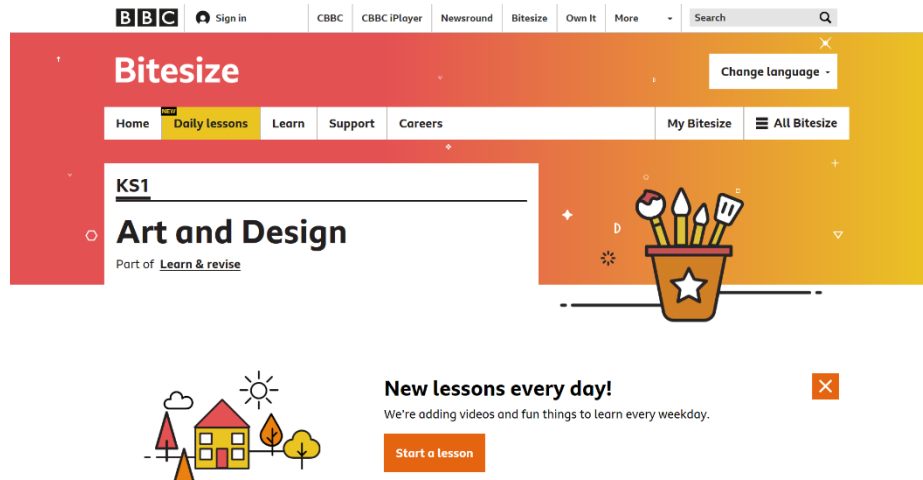 BBC Sign in CBBC CBBC iPlayer Newsround Bitesize Own It More Search
Bitesize
Change language
NEW
Home Daily lessons Learn Support Careers My Bitesize All Bitesize
KS1
Art and Design
Part of Learn & revise
New lessons every day!
We're adding videos and fun things to learn every weekday.
Start a lesson